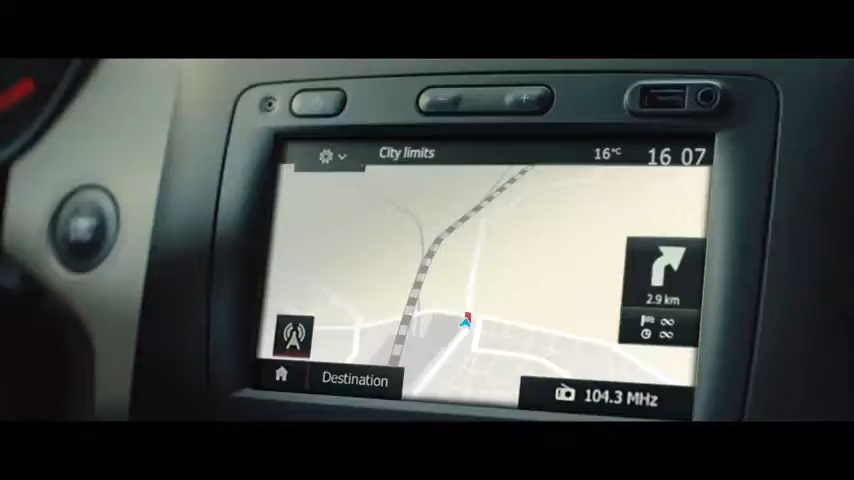 City limits
16°C
16 07
2.9 km
∞
∞
Destination
104.3 MHz